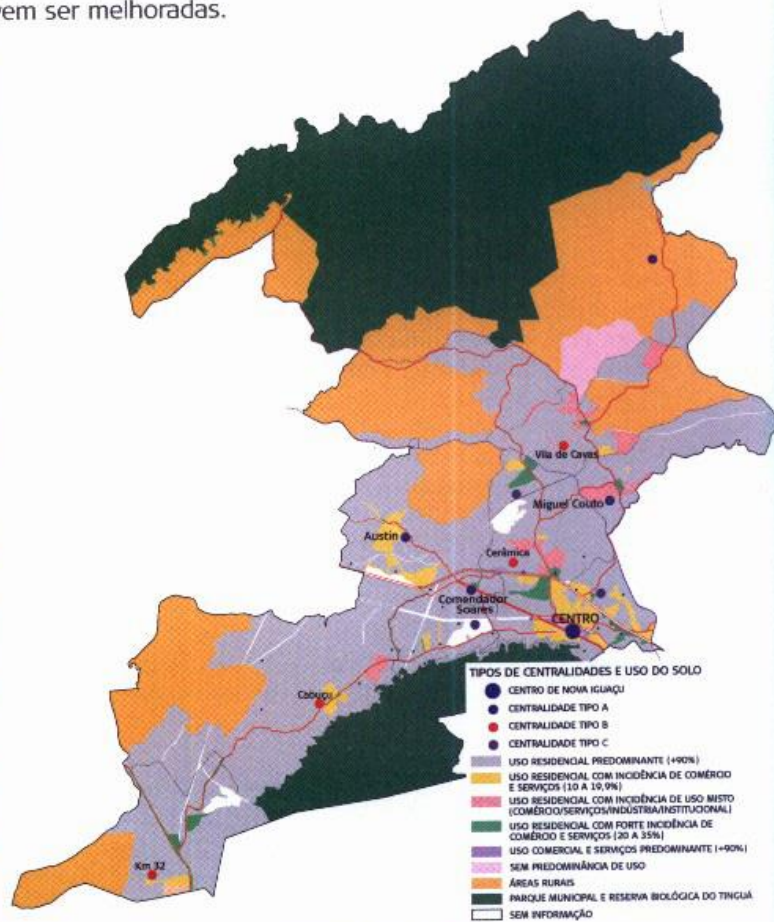 vem ser melhoradas.
Vila de Cavas
Miguel Couto
Austin
Cerâmica
Comendador
Soares
CENTRO
Cabuçu
Km 32
TIPOS DE CENTRALIDADES E USO DO SOLO
CENTRO DE NOVA IGUAÇU
CENTRALIDADE TIPO A
CENTRALIDADE TIPO B
CENTRALIDADE TIPO C
USO RESIDENCIAL PREDOMINANTE (+90%)
USO RESIDENCIAL COM INCIDÊNCIA DE COMÉRCIO
E SERVIÇOS (10 A 19,9%)
USO RESIDENCIAL COM INCIDÊNCIA DE USO MISTO
(COMÉRCIO/SERVIÇOS/INDÚSTRIA/INSTITUCIONAL)
USO RESIDENCIAL COM FORTE INCIDÊNCIA DE
COMÉRCIO E SERVIÇOS (20 A 35%)
USO COMERCIAL E SERVIÇOS PREDOMINANTE (+90%)
SEM PREDOMINÂNCIA DE USO
ÁREAS RURAIS
PARQUE MUNICIPAL E RESERVA BIOLÓGICA DO TINGUÁ
SEM INFORMAÇÃO